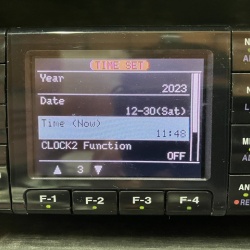 TIME SET
Year
2023
Date
12-30(Sat)
Time (Now)
11:48
CLOCK2 Function
OFF
▲ 3 ▼
F-1 F-2 F-3 F-4